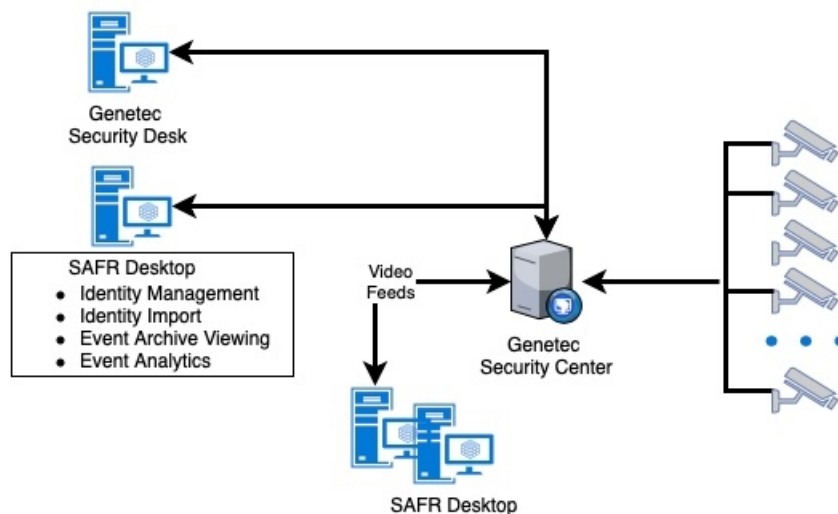 Genetec
Security Desk
SAFR Desktop
● Identity Management
● Identity Import
● Event Archive Viewing
● Event Analytics
Video
Feeds
Genetec
Security Center
SAFR Desktop